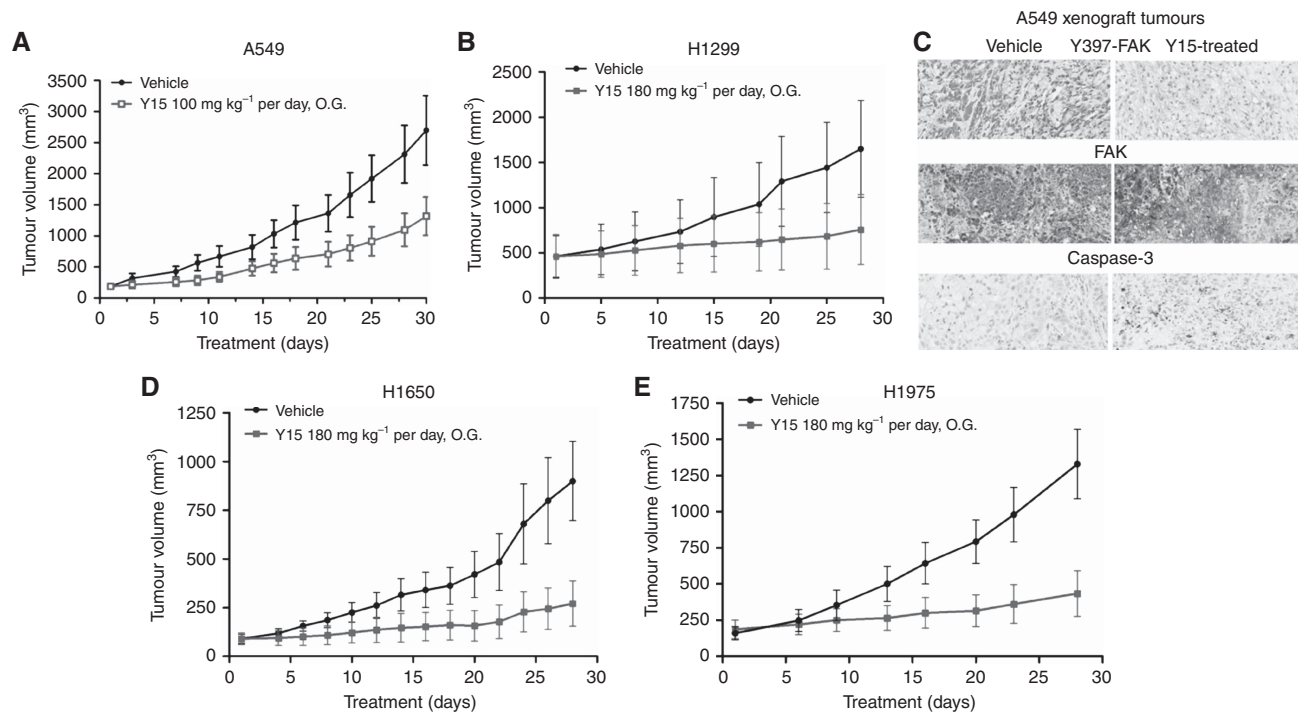 A
A549
Vehicle
Y15 100 mg kg⁻¹ per day, O.G.
Tumour volume (mm³)
3500
3000
2500
2000
1500
1000
500
0
0 5 10 15 20 25 30
Treatment (days)
B
H1299
Vehicle
Y15 180 mg kg⁻¹ per day, O.G.
Tumour volume (mm³)
2500
2000
1500
1000
500
0
0 5 10 15 20 25 30
Treatment (days)
C
A549 xenograft tumours
Vehicle Y397-FAK Y15-treated
FAK
Caspase-3
D
H1650
Vehicle
Y15 180 mg kg⁻¹ per day, O.G.
Tumour volume (mm³)
1250
1000
750
500
250
0
0 5 10 15 20 25 30
Treatment (days)
E
H1975
Vehicle
Y15 180 mg kg⁻¹ per day, O.G.
Tumour volume (mm³)
1750
1500
1250
1000
750
500
250
0
0 5 10 15 20 25 30
Treatment (days)